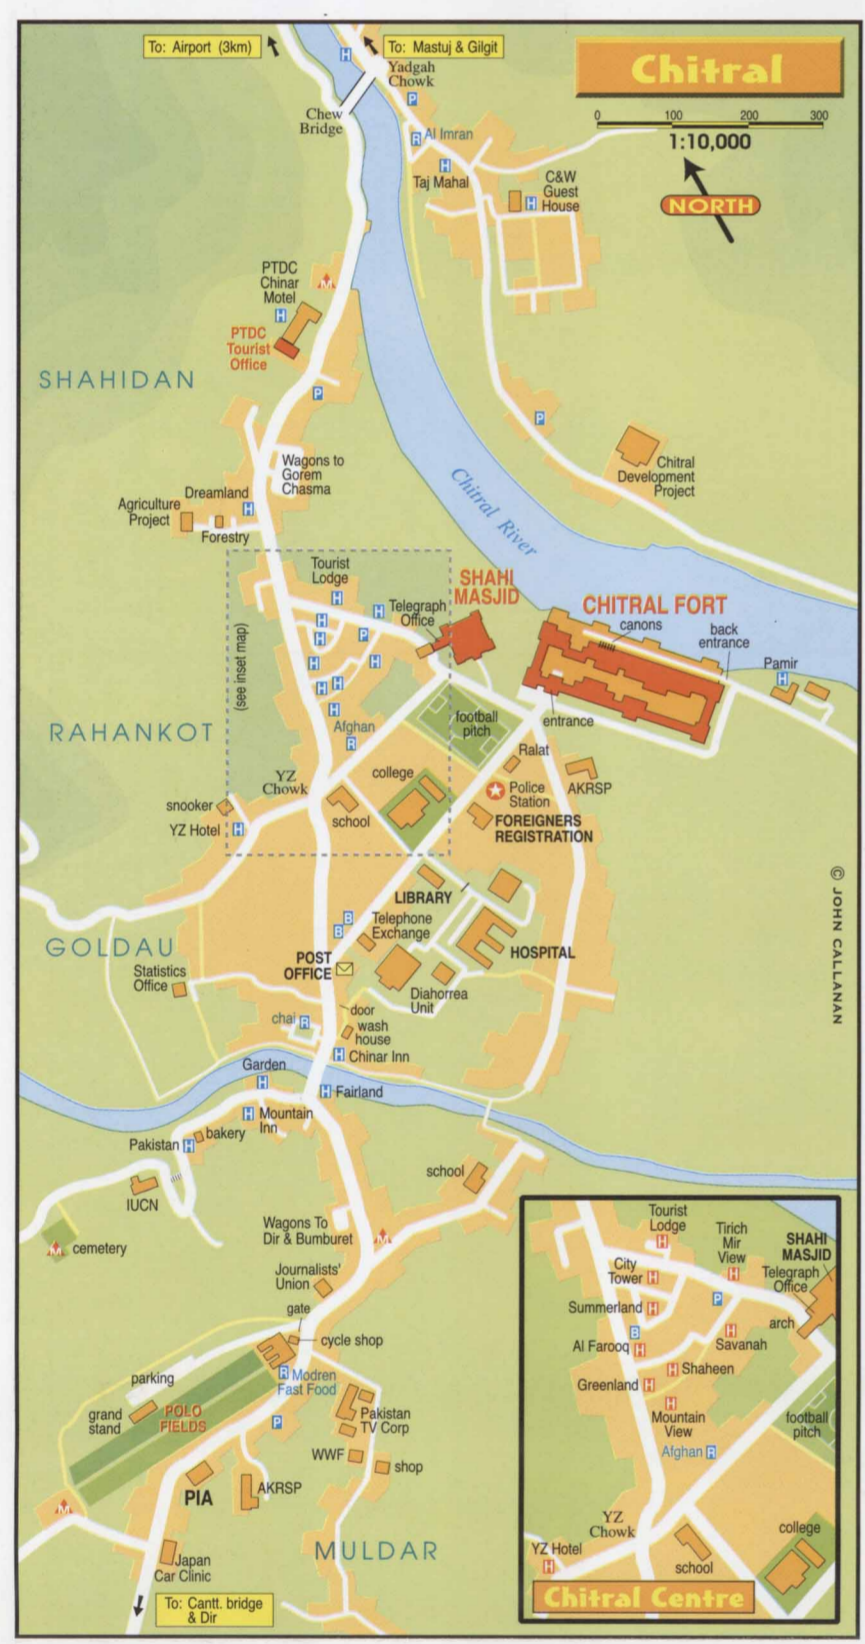 To: Airport (3km)
To: Mastuj & Gilgit
Chitral
0 100 200 300
1:10,000
NORTH
H
Yadgah
Chowk
P
Chew
Bridge
R Al Imran
H
Taj Mahal
C&W
Guest
House
H
PTDC
Chinar
Motel
M
H
PTDC
Tourist
Office
SHAHIDAN
P
P
Wagons to
Gorem
Chasma
Chitral
Development
Project
Chitral River
Dreamland
H
Agriculture
Project
Forestry
Tourist
Lodge
H
H
SHAHI
MASJID
Telegraph
Office
CHITRAL FORT
canons
back
entrance
Pamir
H
(see inset map)
H
H
P
H
H
H
H
H
RAHANKOT
Afghan
R
football
pitch
entrance
Ralat
YZ
Chowk
college
Police
Station
AKRSP
snooker
YZ Hotel H
school
FOREIGNERS
REGISTRATION
© JOHN CALLANAN
LIBRARY
B
B
Telephone
Exchange
GOLDAU
POST
OFFICE
HOSPITAL
Statistics
Office
Diahorrea
Unit
chai R
door
wash
house
H Chinar Inn
Garden
H
H Fairland
H Mountain
Inn
bakery
Pakistan H
IUCN
school
M cemetery
Wagons To
Dir & Bumburet
M
Journalists'
Union
gate
cycle shop
parking
R Modren
Fast Food
grand
stand
POLO
FIELDS
P
Pakistan
TV Corp
WWF
shop
PIA
AKRSP
M
Japan
Car Clinic
MULDAR
To: Cantt. bridge
& Dir
Tourist
Lodge
H
Tirich
Mir
View
H
SHAHI
MASJID
City
Tower H
Telegraph
Office
Summerland H
P
arch
B
Al Farooq H
H
Savanah
H Shaheen
Greenland H
H
Mountain
View
football
pitch
Afghan R
YZ
Chowk
college
YZ Hotel
H
school
Chitral Centre